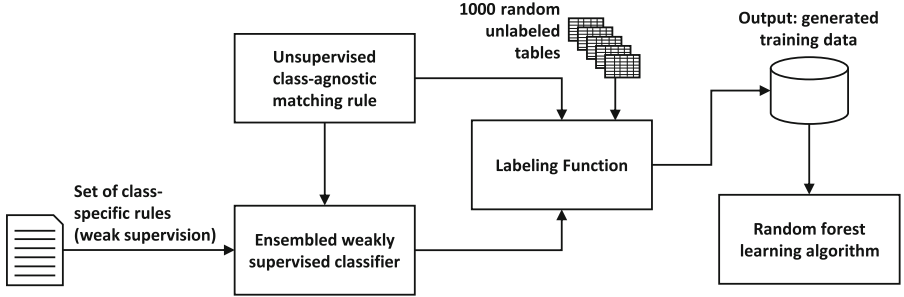 1000 random
unlabeled
tables
Output: generated
training data
Unsupervised
class-agnostic
matching rule
Labeling Function
Set of class-
specific rules
(weak supervision)
Ensembled weakly
supervised classifier
Random forest
learning algorithm